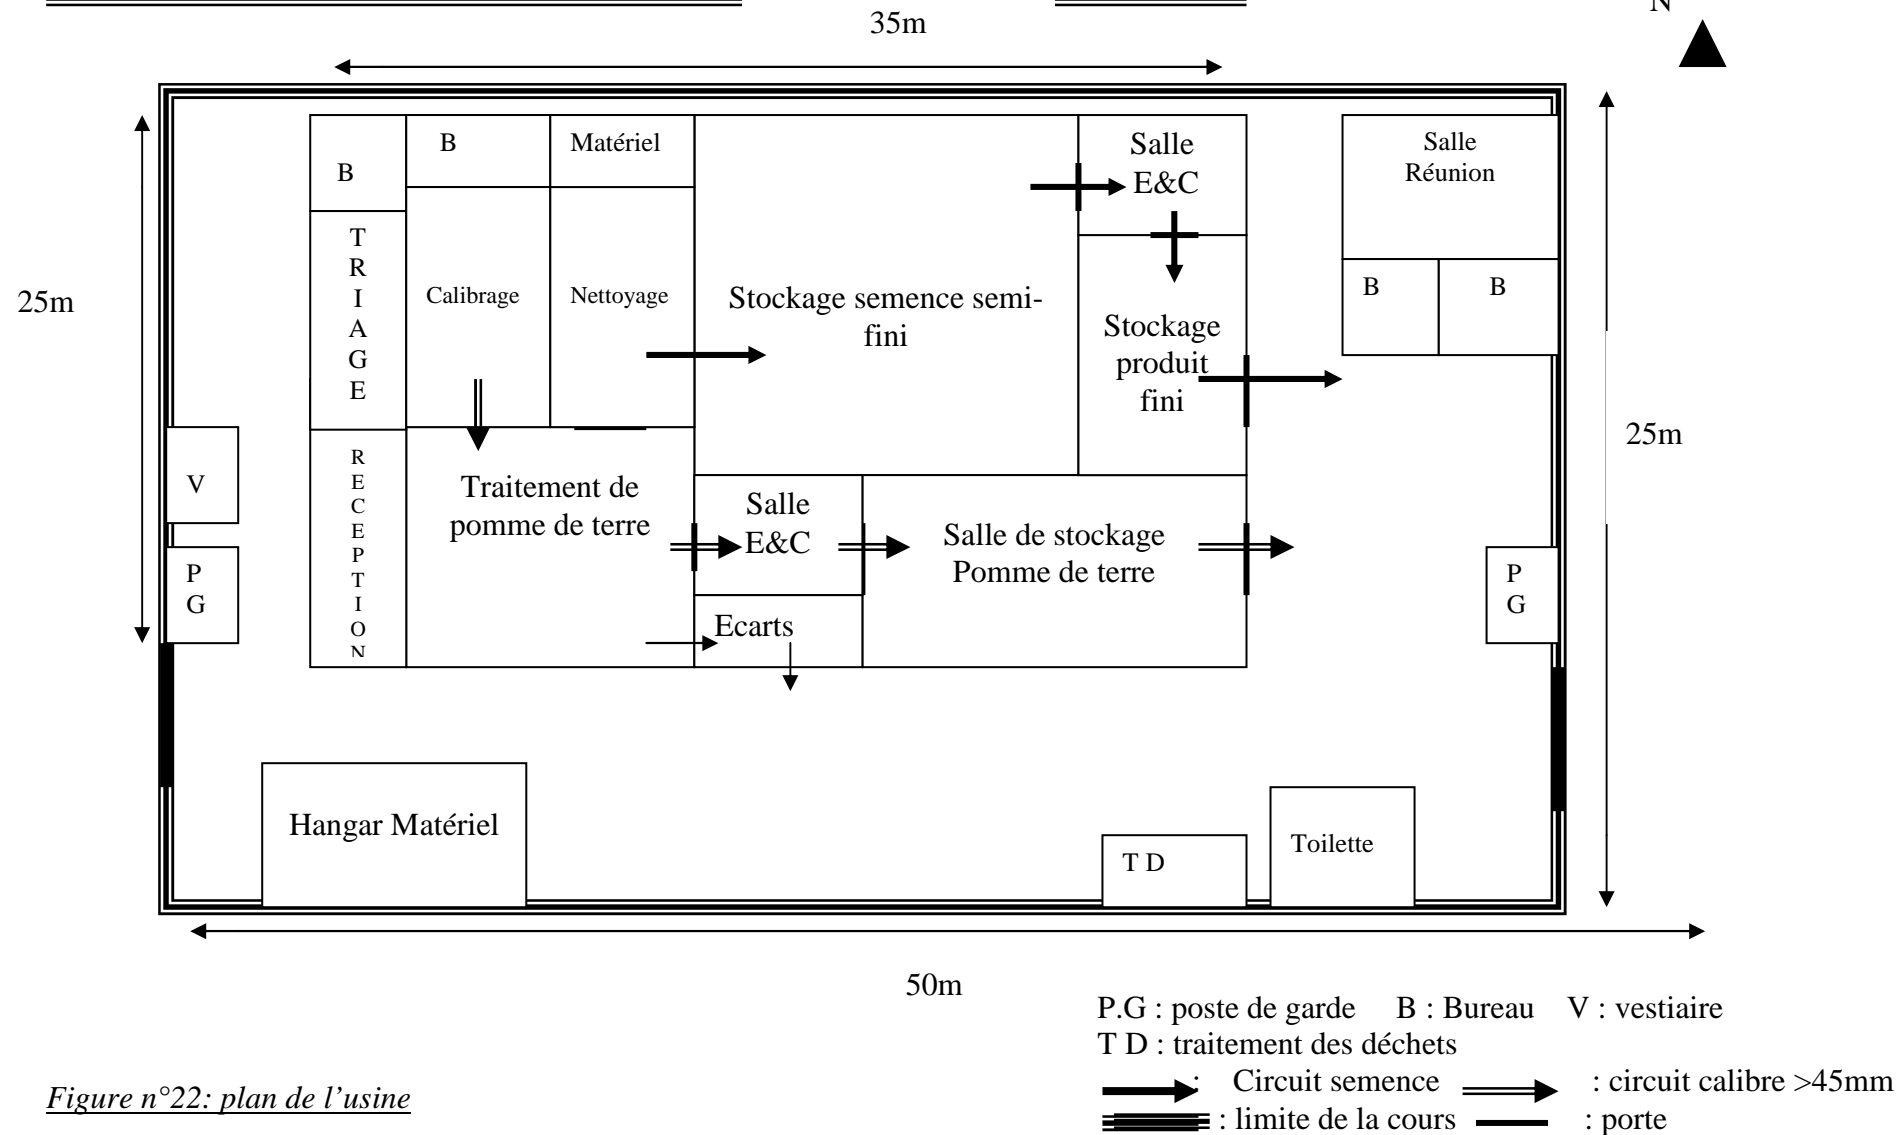 N
35m
B
B
Matériel
Salle
E&C
Salle
Réunion
T
R
I
A
G
E
Calibrage
Nettoyage
Stockage semence semi-
fini
Stockage
produit
fini
B
B
25m
25m
V
P
G
R
E
C
E
P
T
I
O
N
Traitement de
pomme de terre
Salle
E&C
Salle de stockage
Pomme de terre
Ecarts
P
G
Hangar Matériel
T D
Toilette
50m
P.G : poste de garde B : Bureau V : vestiaire
T D : traitement des déchets
: Circuit semence : circuit calibre >45mm
: limite de la cours : porte
Figure n°22: plan de l'usine